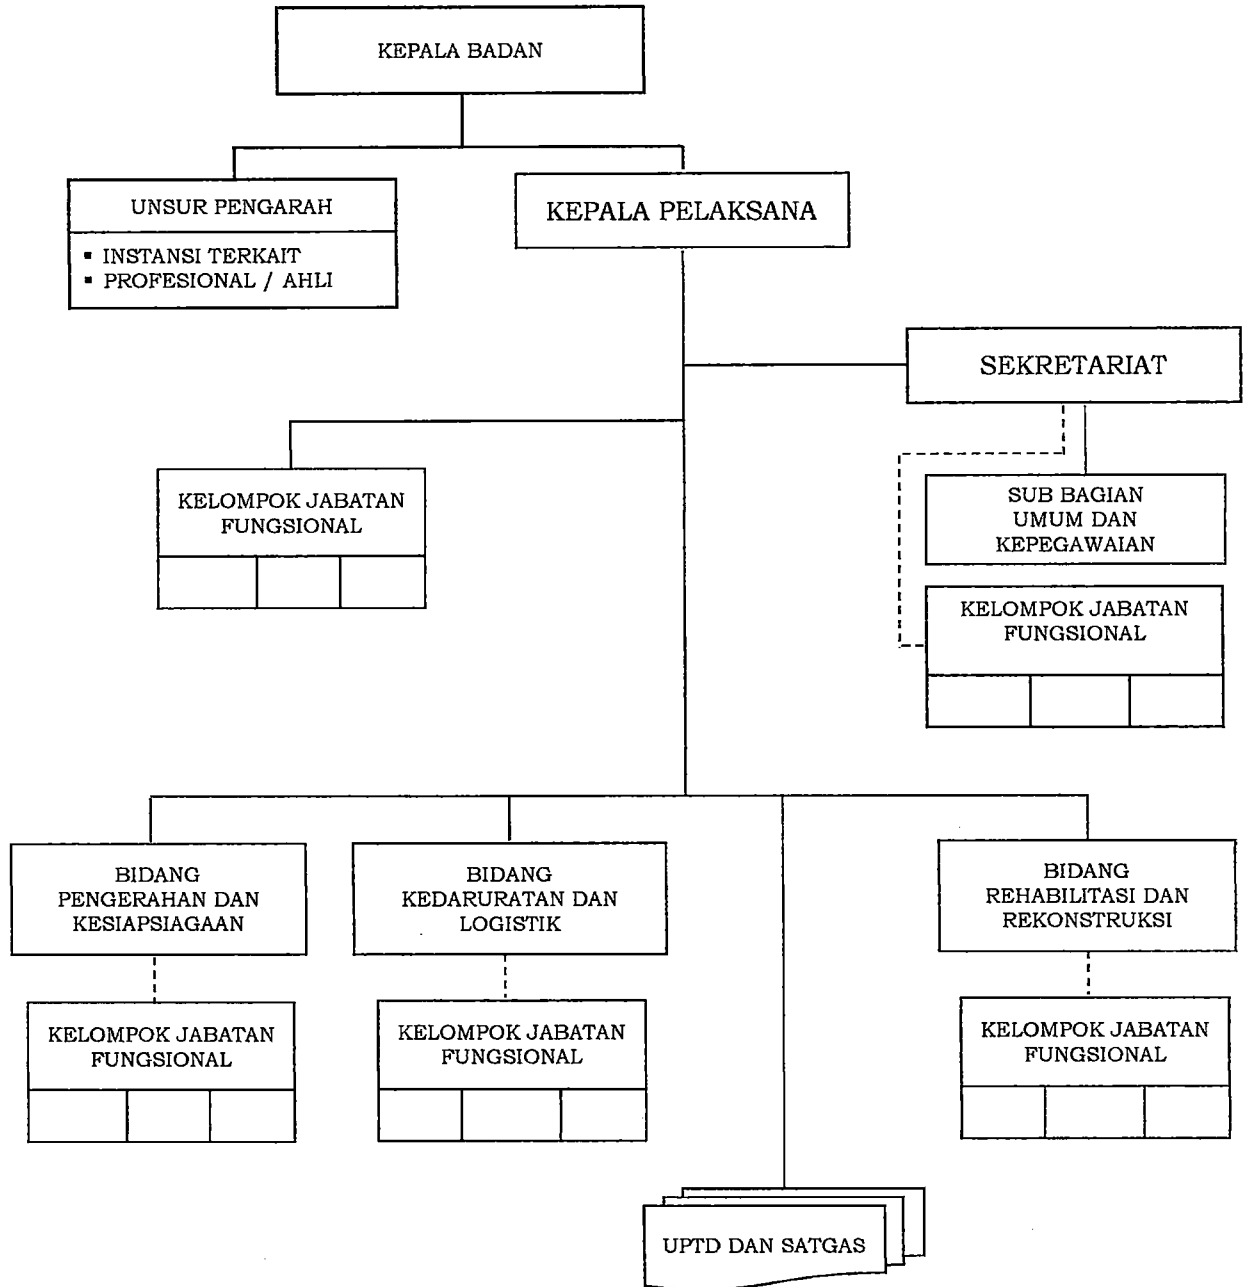 KEPALA BADAN
UNSUR PENGARAH
▪ INSTANSI TERKAIT
▪ PROFESIONAL / AHLI
KEPALA PELAKSANA
SEKRETARIAT
KELOMPOK JABATAN
FUNGSIONAL
SUB BAGIAN
UMUM DAN
KEPEGAWAIAN
KELOMPOK JABATAN
FUNGSIONAL
BIDANG
PENGERAHAN DAN
KESIAPSIAGAAN
BIDANG
KEDARURATAN DAN
LOGISTIK
BIDANG
REHABILITASI DAN
REKONSTRUKSI
KELOMPOK JABATAN
FUNGSIONAL
KELOMPOK JABATAN
FUNGSIONAL
KELOMPOK JABATAN
FUNGSIONAL
UPTD DAN SATGAS